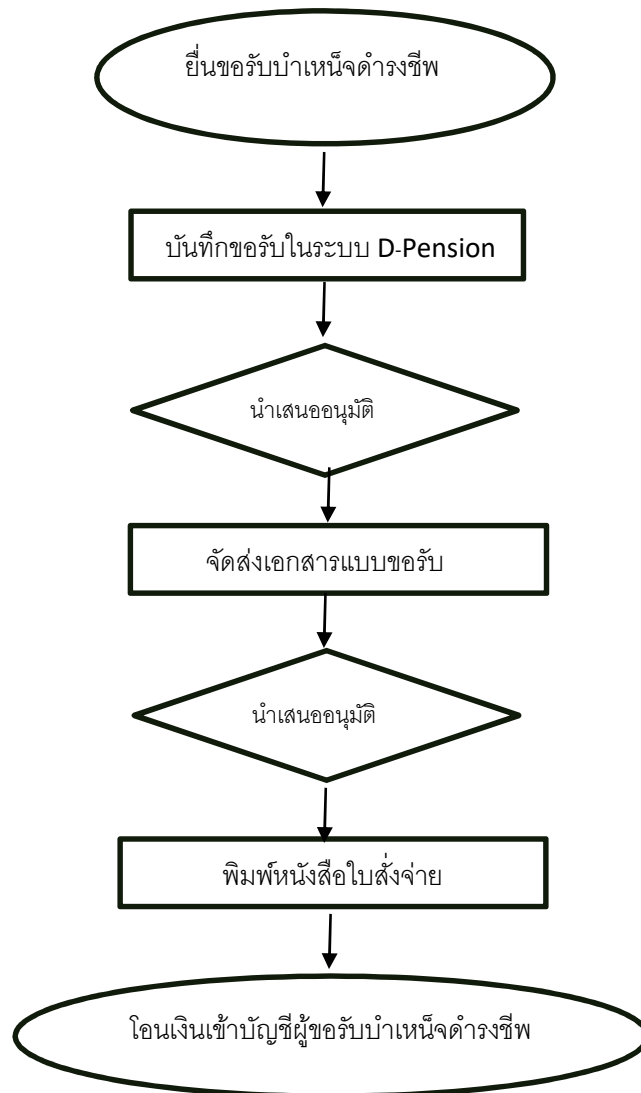 ยื่นขอรับบำเหน็จดำรงชีพ
บันทึกขอรับในระบบ D-Pension
นำเสนออนุมัติ
จัดส่งเอกสารแบบขอรับ
นำเสนออนุมัติ
พิมพ์หนังสือใบสั่งจ่าย
โอนเงินเข้าบัญชีผู้ขอรับบำเหน็จดำรงชีพ